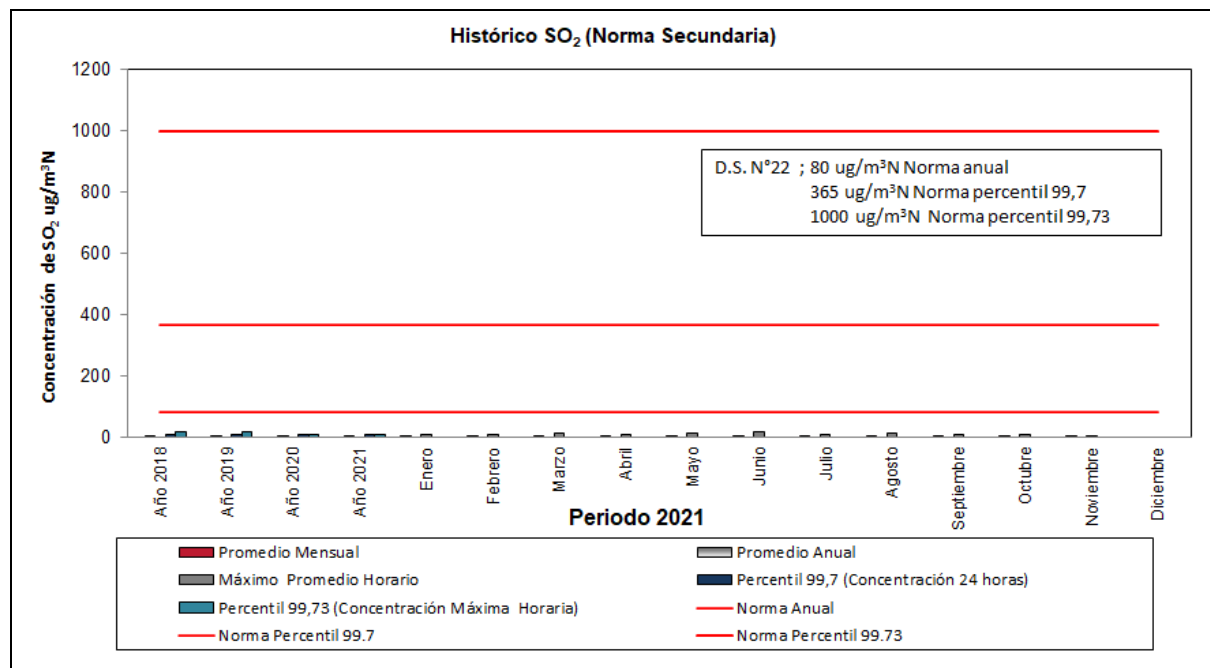 Histórico SO₂ (Norma Secundaria)
Concentración de SO₂ ug/m³N
1200
1000
800
600
400
200
0
D.S. N°22 ; 80 ug/m³N Norma anual
365 ug/m³N Norma percentil 99,7
1000 ug/m³N Norma percentil 99,73
Año 2018
Año 2019
Año 2020
Año 2021
Enero
Febrero
Marzo
Abril
Mayo
Junio
Julio
Agosto
Septiembre
Octubre
Noviembre
Diciembre
Periodo 2021
Promedio Mensual
Promedio Anual
Máximo Promedio Horario
Percentil 99,7 (Concentración 24 horas)
Percentil 99,73 (Concentración Máxima Horaria)
Norma Anual
Norma Percentil 99.7
Norma Percentil 99.73